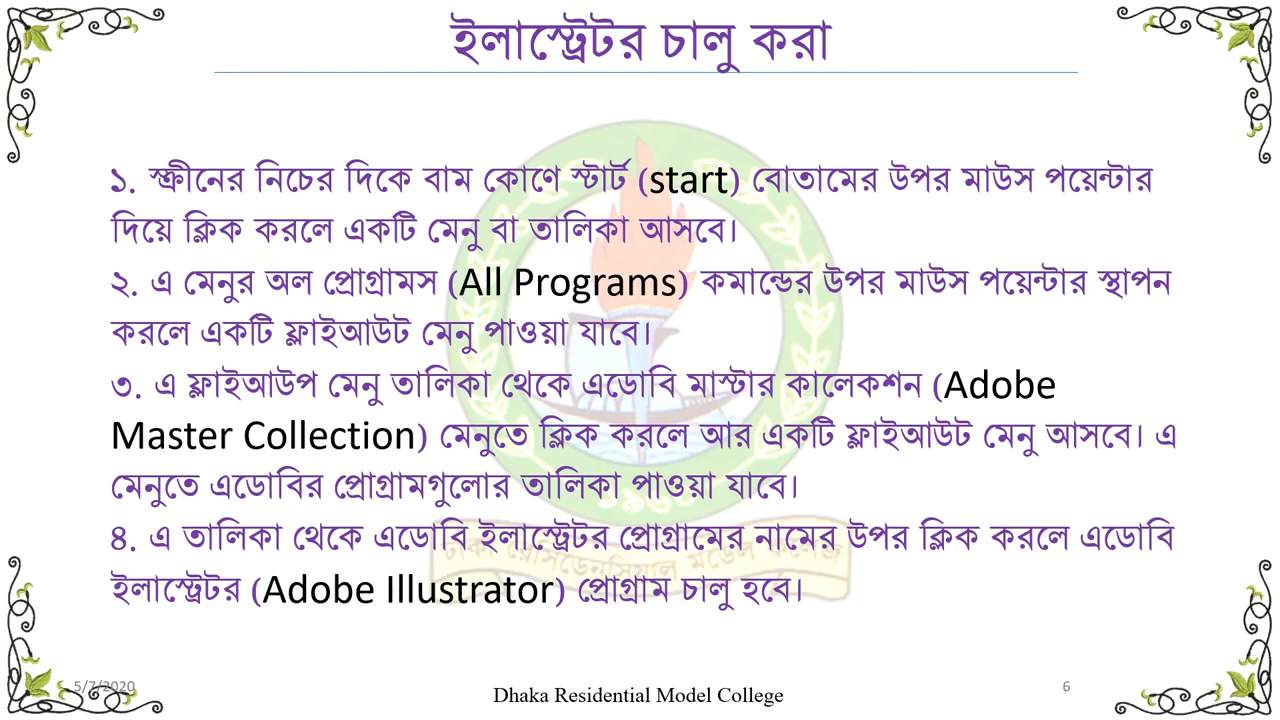 ইলাস্ট্রেটর চালু করা
১. স্ক্রীনের নিচের দিকে বাম কোণে স্টার্ট (start) বোতামের উপর মাউস পয়েন্টার
দিয়ে ক্লিক করলে একটি মেনু বা তালিকা আসবে।
২. এ মেনুর অল প্রোগ্রামস (All Programs) কমান্ডের উপর মাউস পয়েন্টার স্থাপন
করলে একটি ফ্লাইআউট মেনু পাওয়া যাবে।
৩. এ ফ্লাইআউপ মেনু তালিকা থেকে এডোবি মাস্টার কালেকশন (Adobe
Master Collection) মেনুতে ক্লিক করলে আর একটি ফ্লাইআউট মেনু আসবে। এ
মেনুতে এডোবির প্রোগ্রামগুলোর তালিকা পাওয়া যাবে।
৪. এ তালিকা থেকে এডোবি ইলাস্ট্রেটর প্রোগ্রামের নামের উপর ক্লিক করলে এডোবি
ইলাস্ট্রেটর (Adobe Illustrator) প্রোগ্রাম চালু হবে।
ঢাকা রেসিডেনসিয়াল মডেল কলেজ
5/7/2020
Dhaka Residential Model College
6